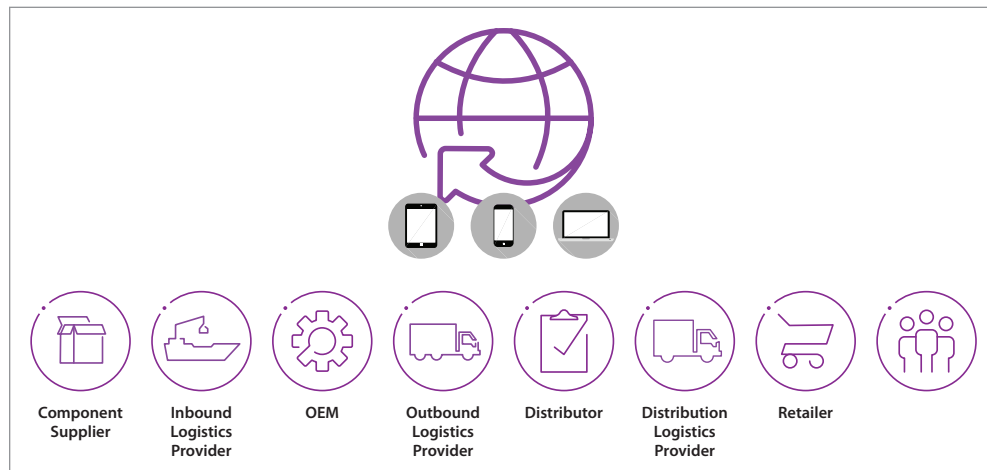 Component
Supplier
Inbound
Logistics
Provider
OEM
Outbound
Logistics
Provider
Distributor
Distribution
Logistics
Provider
Retailer